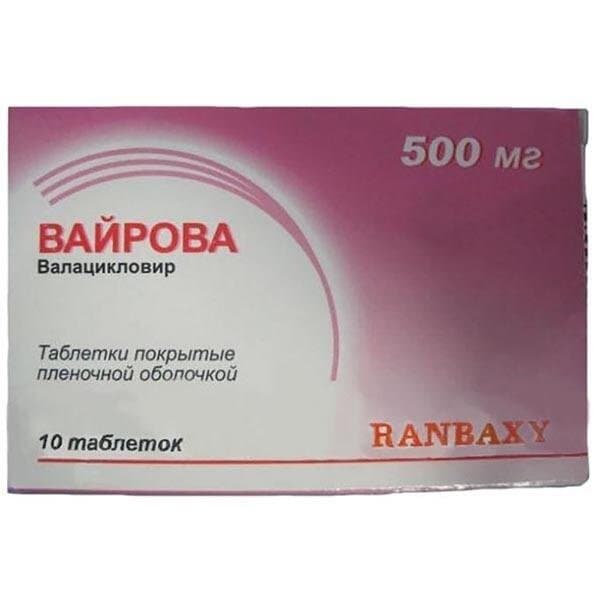 500 мг
ВАЙРОВА
Валацикловир
Таблетки покрытые
пленочной оболочкой
10 таблеток
RANBAXY